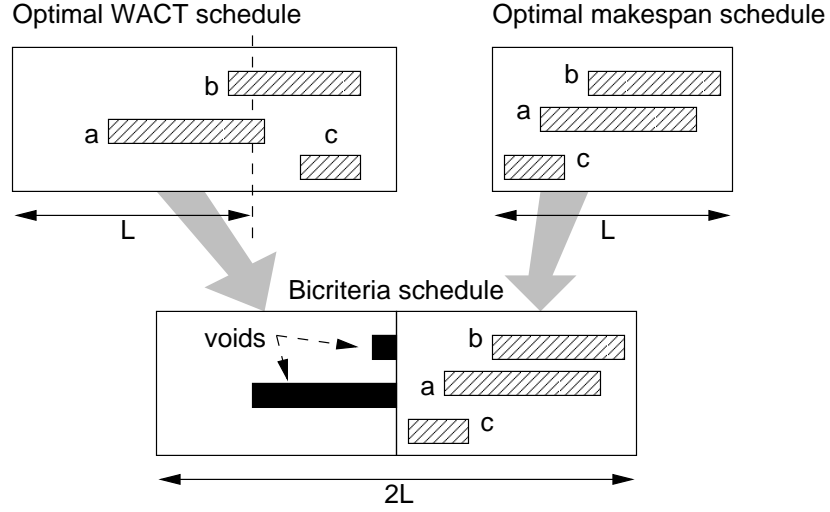 Optimal WACT schedule
Optimal makespan schedule
b
a
c
b
a
c
L
L
Bicriteria schedule
voids
b
a
c
2L